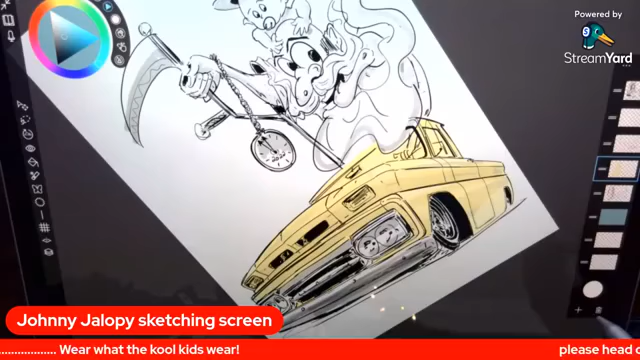 Powered by
StreamYard
Johnny Jalopy sketching screen
.................. Wear what the kool kids wear!
please head o